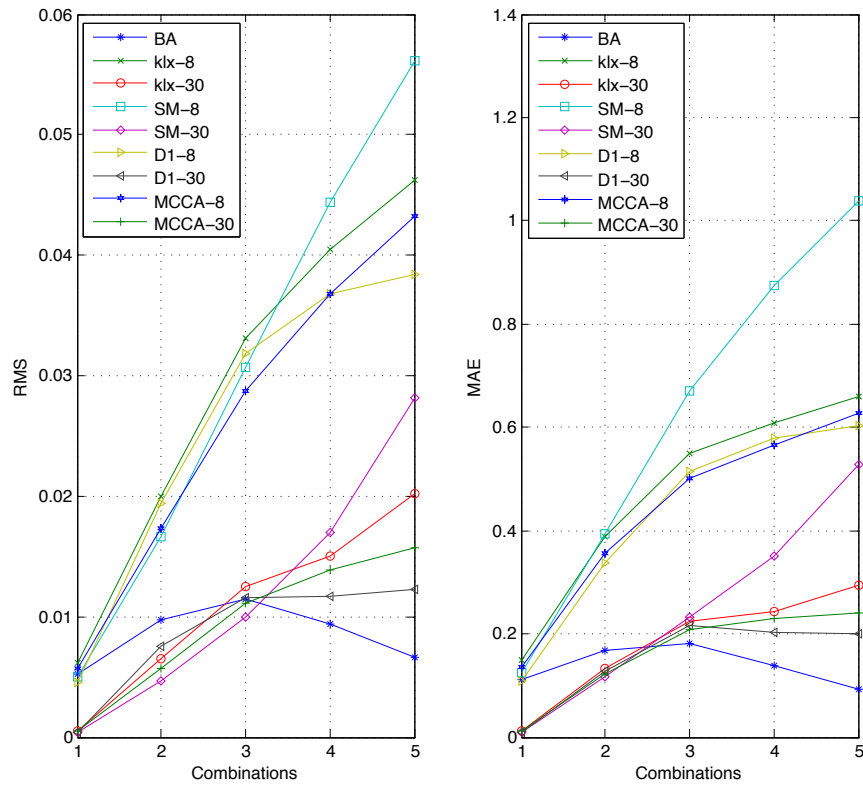 0.06
0.05
0.04
0.03
0.02
0.01
0
RMS
BA
klx−8
klx−30
SM−8
SM−30
D1−8
D1−30
MCCA−8
MCCA−30
1 2 3 4 5
Combinations
1.4
1.2
1
0.8
0.6
0.4
0.2
0
MAE
BA
klx−8
klx−30
SM−8
SM−30
D1−8
D1−30
MCCA−8
MCCA−30
1 2 3 4 5
Combinations